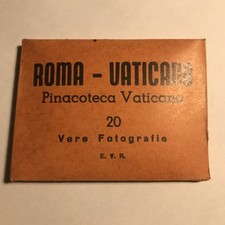 ROMA - VATICANO
Pinacoteca Vaticana
20
Vere Fotografie
E. V. R.